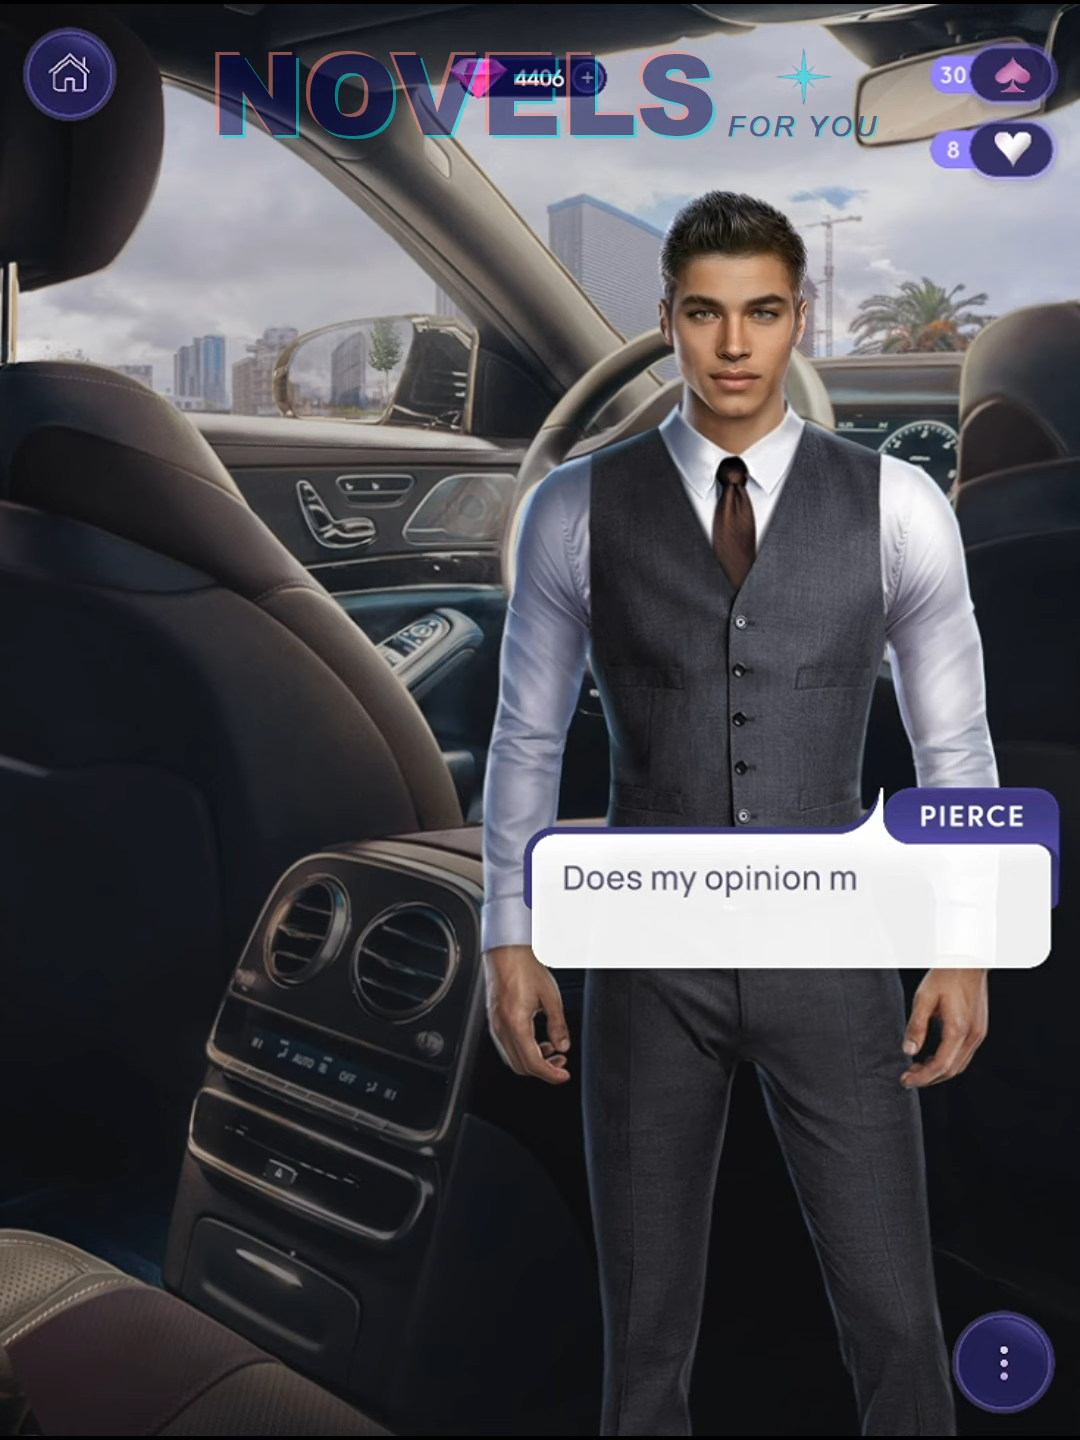 NOVELS
FOR YOU
4406 +
30
8
PIERCE
Does my opinion m
AUTO
OFF